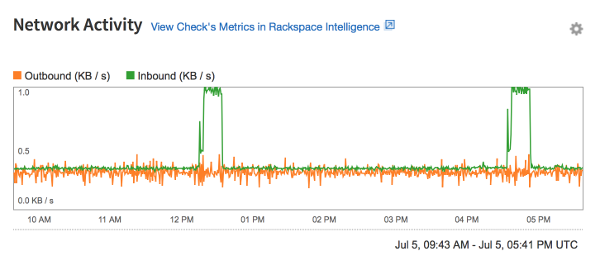 Network Activity View Check's Metrics in Rackspace Intelligence
Outbound (KB / s) Inbound (KB / s)
1.0
0.5
0.0 KB / s
10 AM 11 AM 12 PM 01 PM 02 PM 03 PM 04 PM 05 PM
Jul 5, 09:43 AM - Jul 5, 05:41 PM UTC